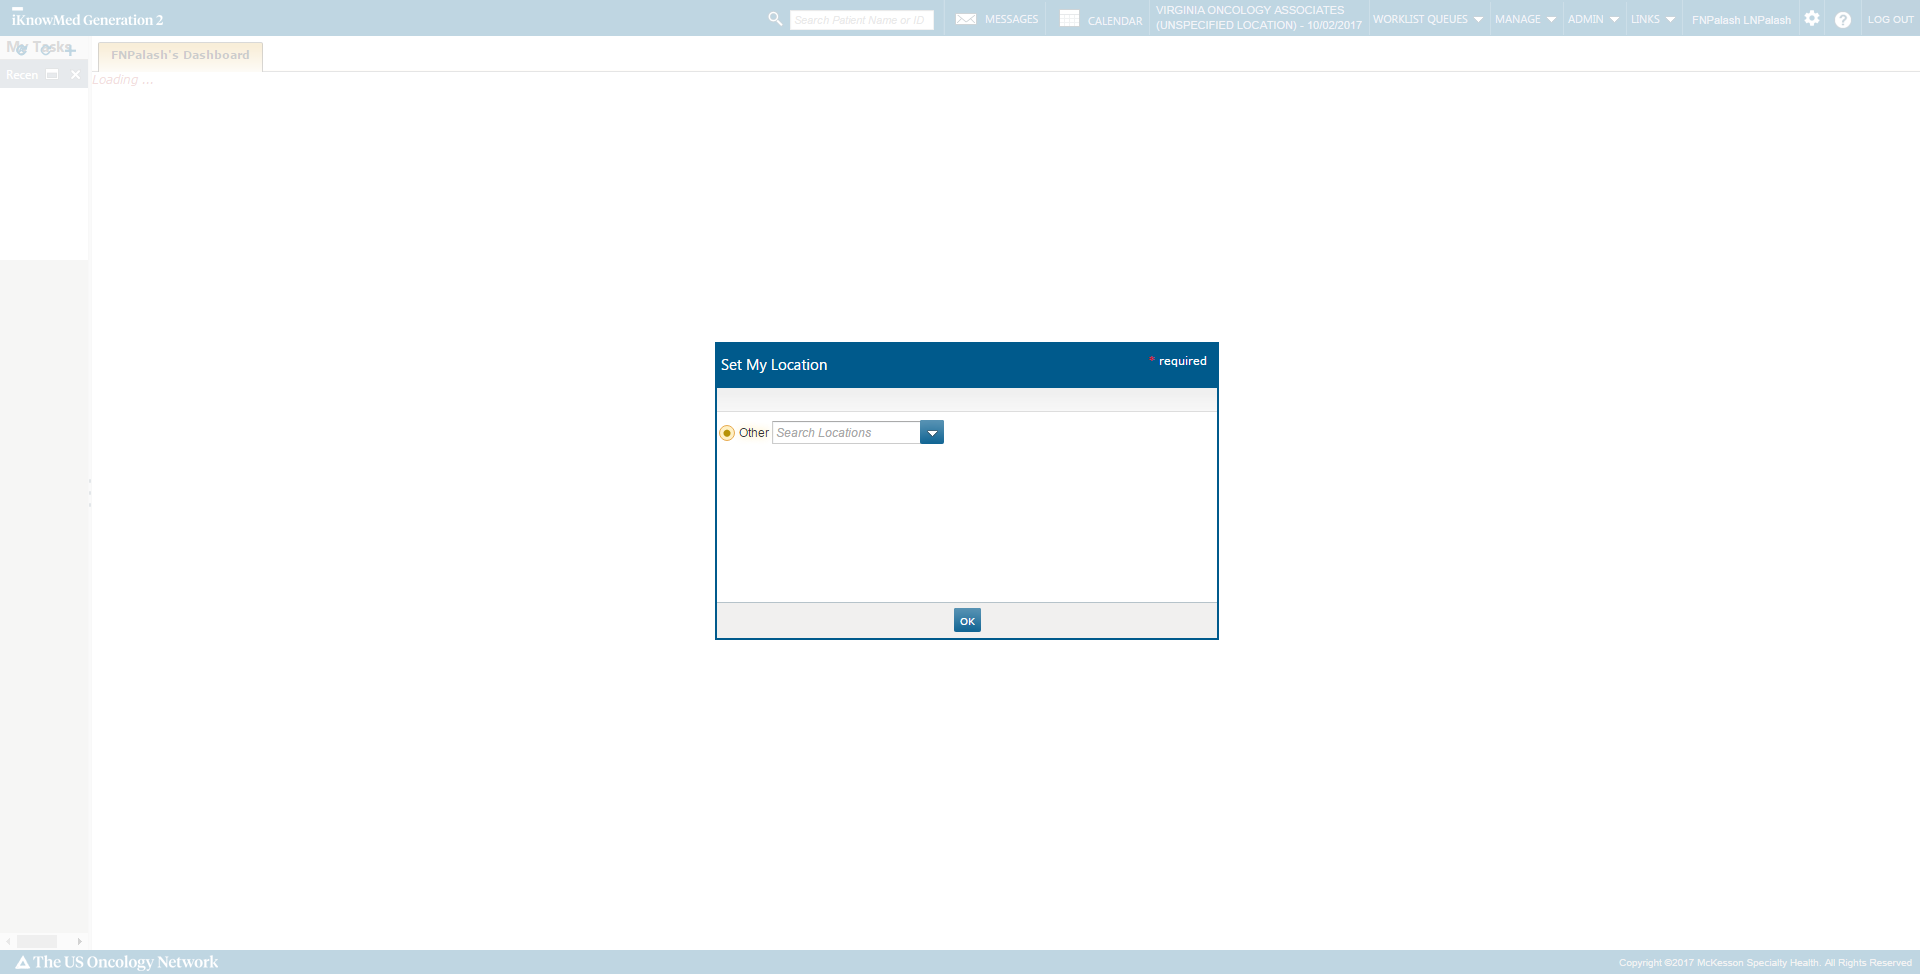 iKnowMed Generation 2
Search Patient Name or ID
MESSAGES
CALENDAR
VIRGINIA ONCOLOGY ASSOCIATES
(UNSPECIFIED LOCATION) - 10/02/2017
WORKLIST QUEUES
MANAGE
ADMIN
LINKS
FNPalash LNPalash
?
LOG OUT
My Tasks
FNPalash's Dashboard
Recen
Loading ...
Set My Location
* required
Other
Search Locations
OK
The US Oncology Network
Copyright ©2017 McKesson Specialty Health. All Rights Reserved